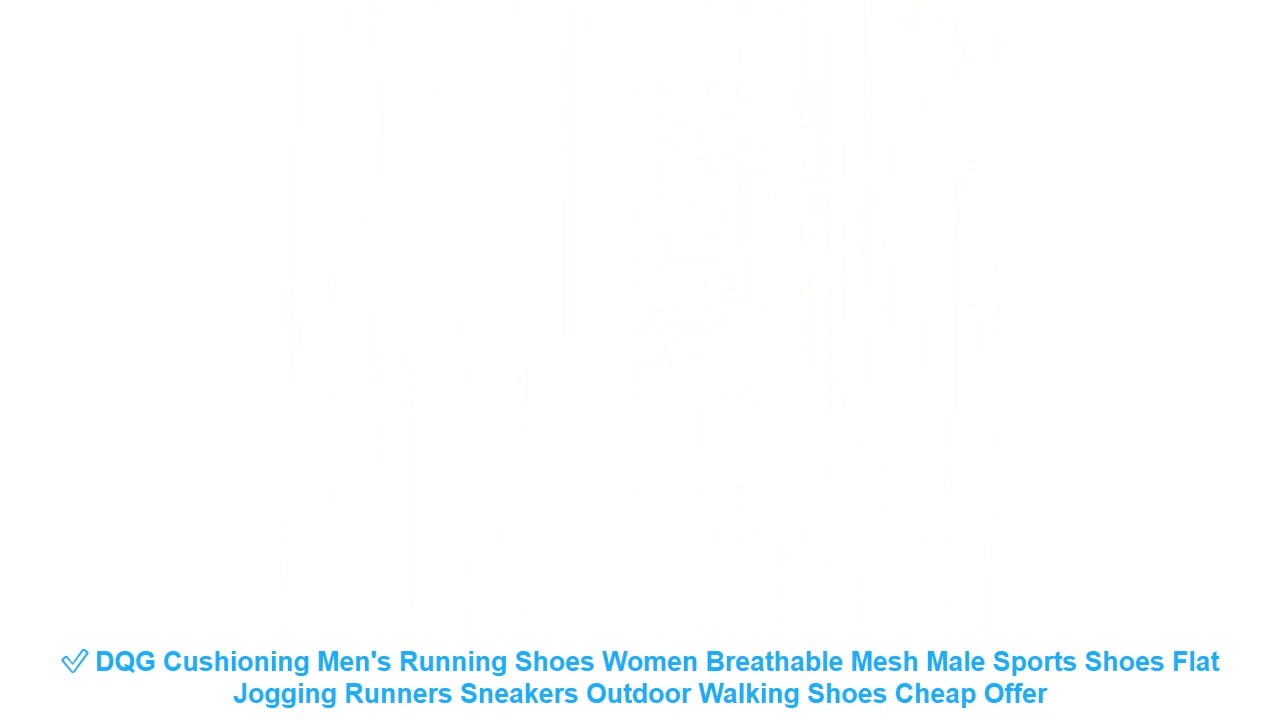 ✅ DQG Cushioning Men's Running Shoes Women Breathable Mesh Male Sports Shoes Flat
Jogging Runners Sneakers Outdoor Walking Shoes Cheap Offer